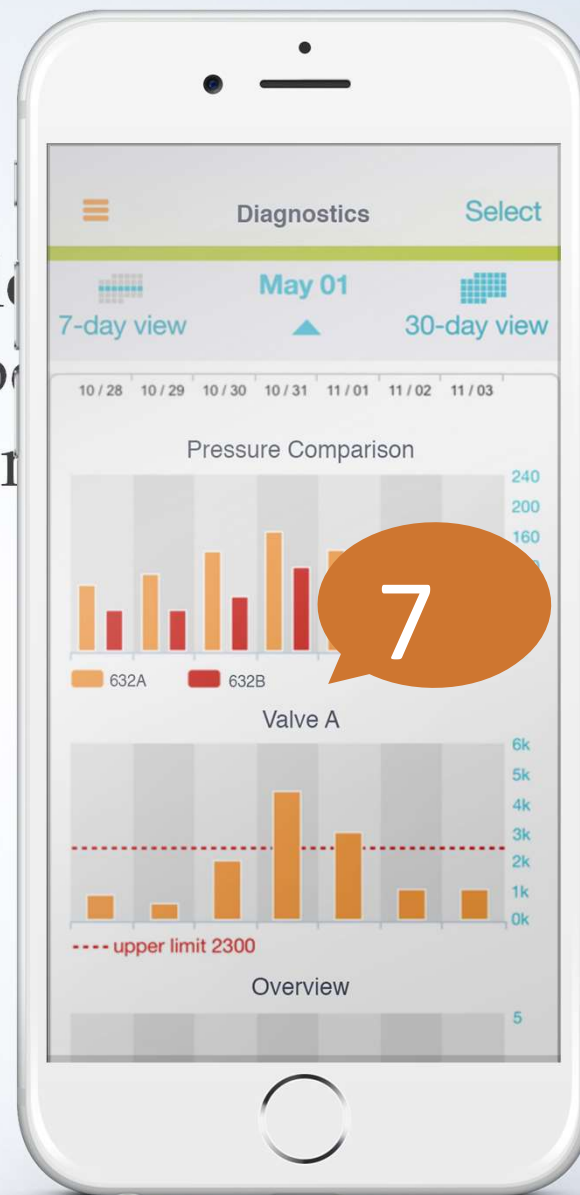 Diagnostics Select
7-day view May 01 30-day view
10 / 28 10 / 29 10 / 30 10 / 31 11 / 01 11 / 02 11 / 03
Pressure Comparison
240
200
160
7
632A 632B
Valve A
6k
5k
4k
3k
2k
1k
0k
---- upper limit 2300
Overview
5